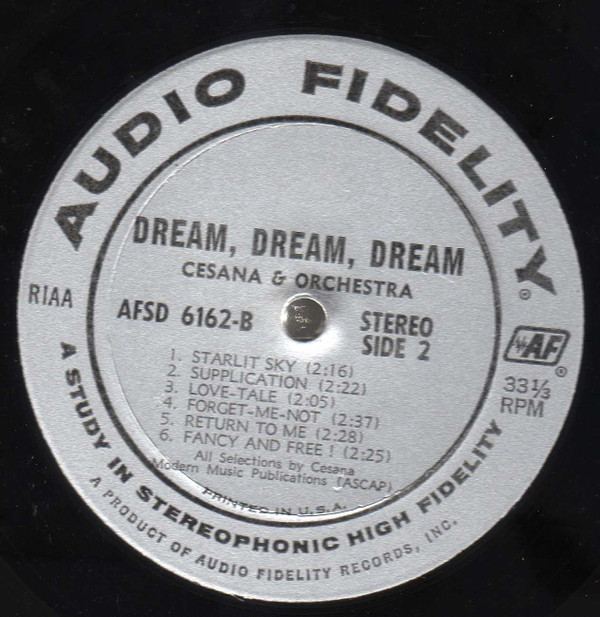 AUDIO FIDELITY®
DREAM, DREAM, DREAM
CESANA & ORCHESTRA
RIAA
AFSD 6162-B
STEREO
SIDE 2
AF®
33 1/3
RPM
1. STARLIT SKY (2:16)
2. SUPPLICATION (2:22)
3. LOVE-TALE (2:05)
4. FORGET-ME-NOT (2:37)
5. RETURN TO ME (2:28)
6. FANCY AND FREE! (2:25)
All Selections by Cesana
Modern Music Publications (ASCAP)
PRINTED IN U.S.A.
A STUDY IN STEREOPHONIC HIGH FIDELITY
A PRODUCT OF AUDIO FIDELITY RECORDS, INC.